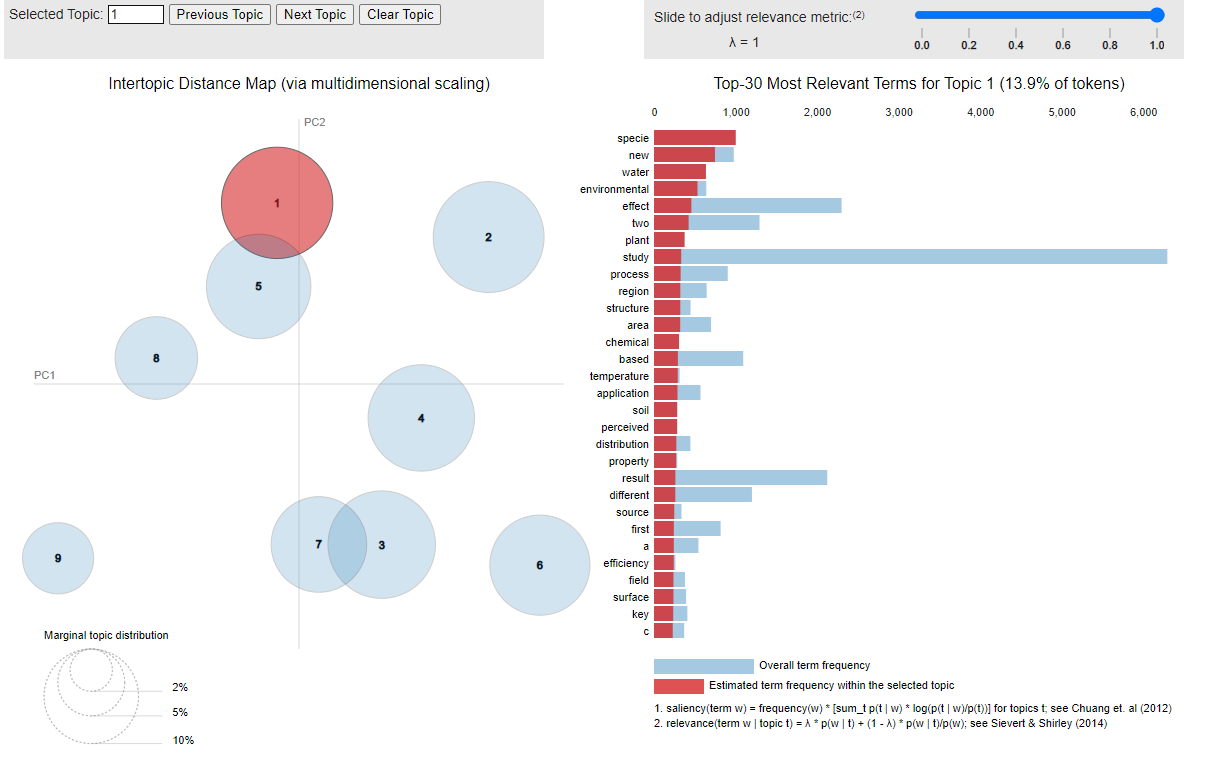 Selected Topic: 1 Previous Topic Next Topic Clear Topic
Slide to adjust relevance metric:(2)
λ = 1
0.0 0.2 0.4 0.6 0.8 1.0
Intertopic Distance Map (via multidimensional scaling)
PC2
PC1
1
2
5
8
4
7
3
6
9
Marginal topic distribution
2%
5%
10%
Top-30 Most Relevant Terms for Topic 1 (13.9% of tokens)
0 1,000 2,000 3,000 4,000 5,000 6,000
specie
new
water
environmental
effect
two
plant
study
process
region
structure
area
chemical
based
temperature
application
soil
perceived
distribution
property
result
different
source
first
a
efficiency
field
surface
key
c
Overall term frequency
Estimated term frequency within the selected topic
1. saliency(term w) = frequency(w) * [sum_t p(t | w) * log(p(t | w)/p(t))] for topics t; see Chuang et. al (2012)
2. relevance(term w | topic t) = λ * p(w | t) + (1 - λ) * p(w | t)/p(w); see Sievert & Shirley (2014)